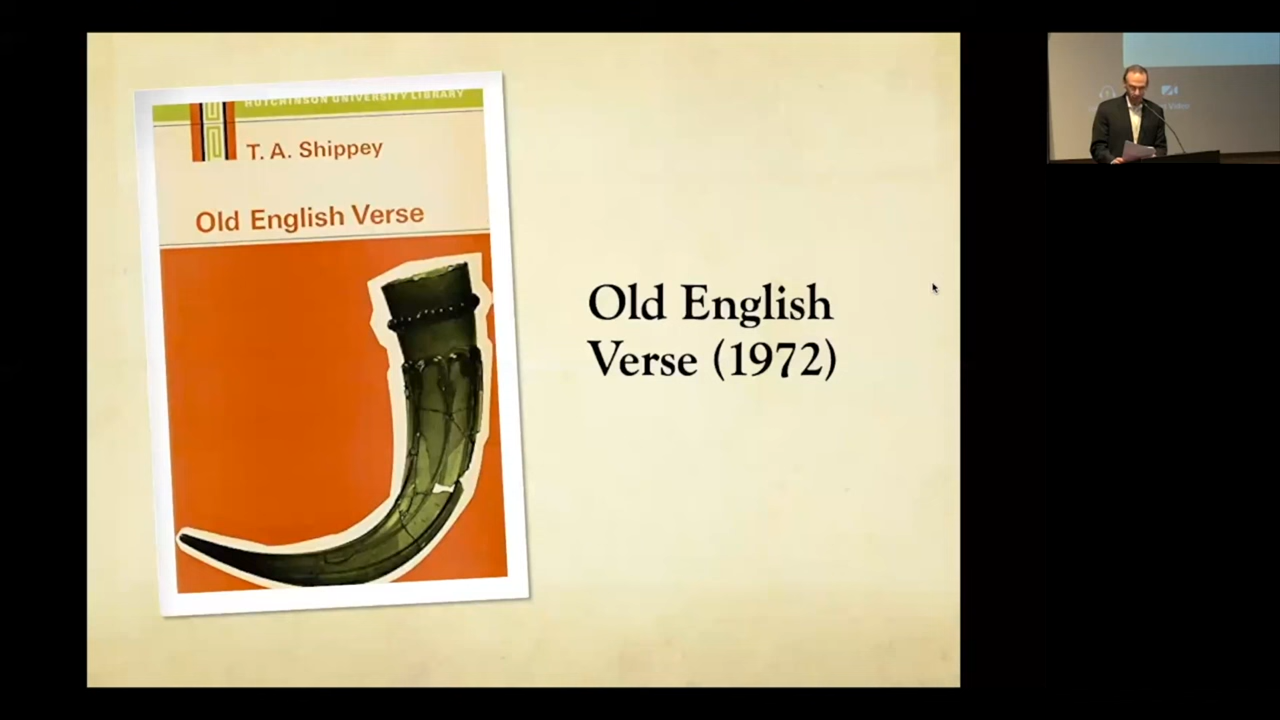 HUTCHINSON UNIVERSITY LIBRARY
T. A. Shippey
Old English Verse
Old English
Verse (1972)